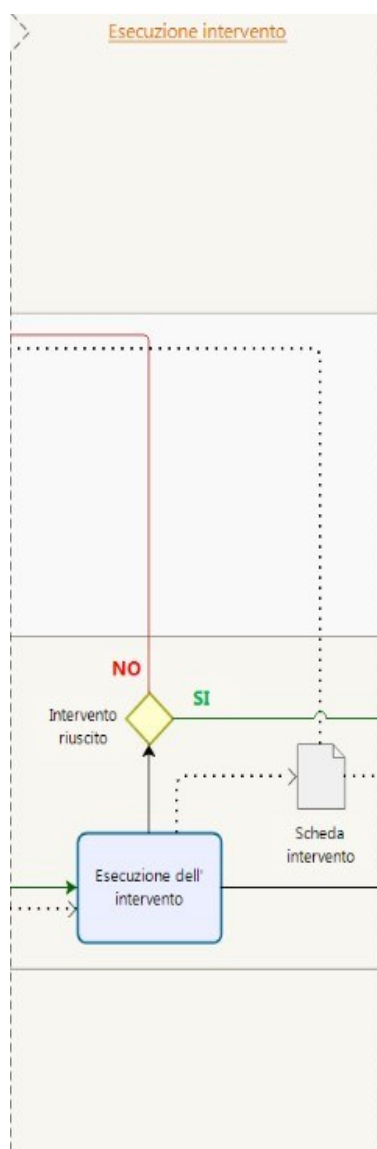 Esecuzione intervento
NO
SI
Intervento
riuscito
Scheda
intervento
Esecuzione dell'
intervento